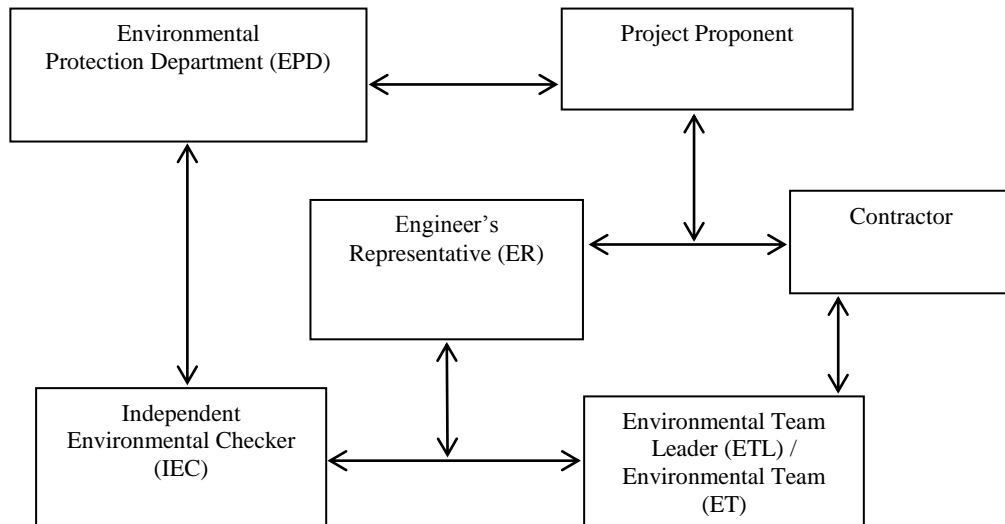 Environmental
Protection Department (EPD)
Project Proponent
Engineer’s
Representative (ER)
Contractor
Independent
Environmental Checker
(IEC)
Environmental Team
Leader (ETL) /
Environmental Team
(ET)